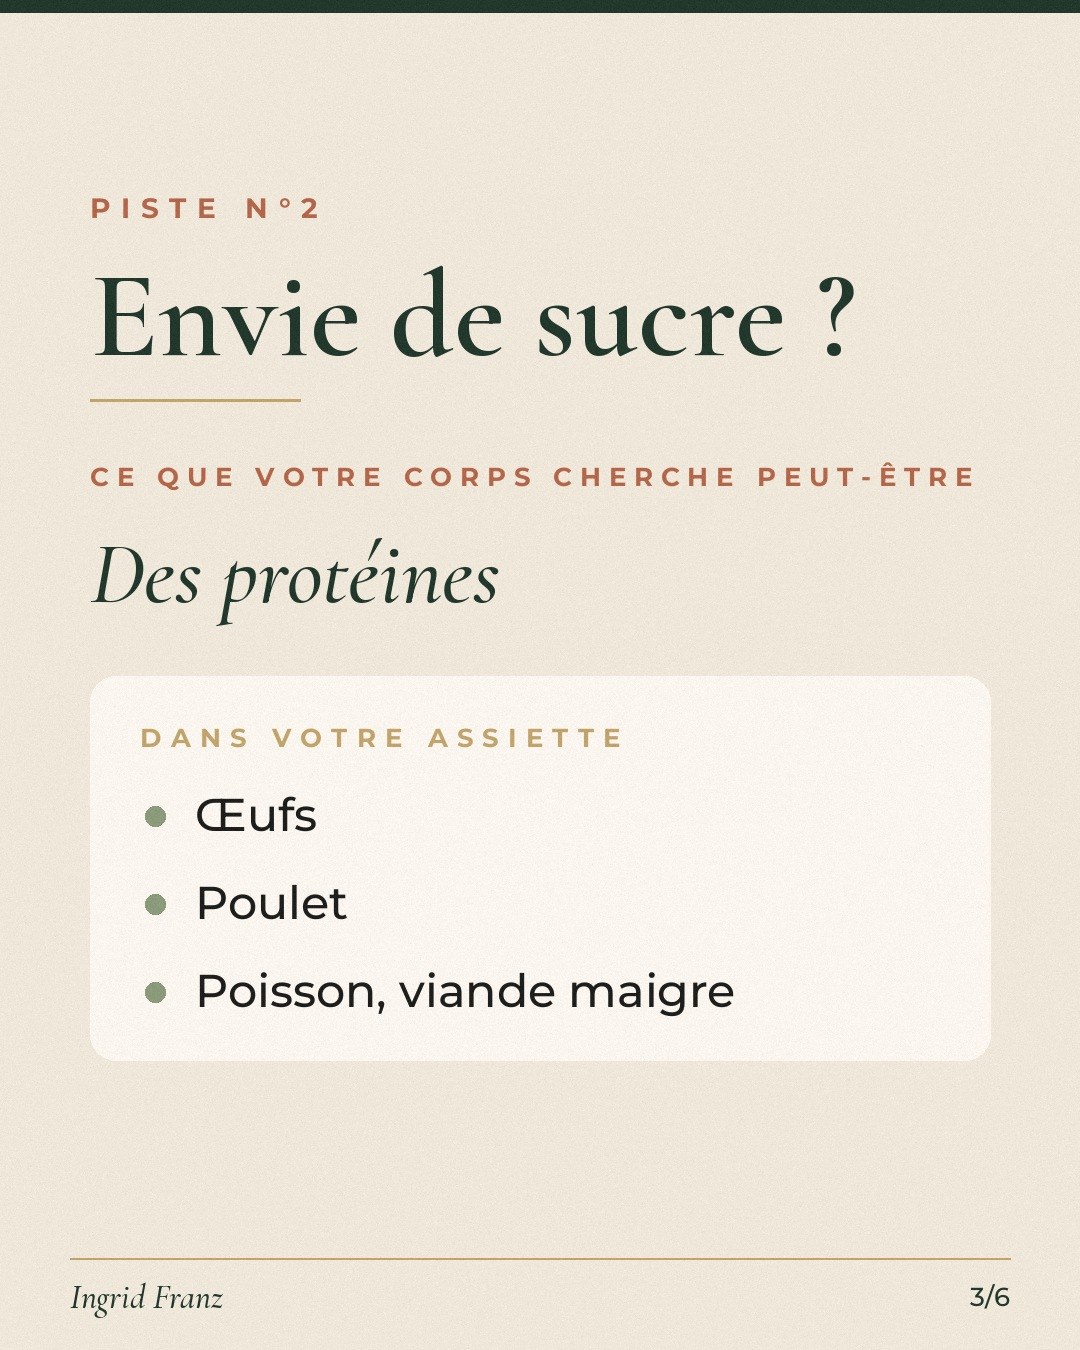 PISTE N°2
Envie de sucre ?
CE QUE VOTRE CORPS CHERCHE PEUT-ÊTRE
Des protéines
DANS VOTRE ASSIETTE
Œufs
Poulet
Poisson, viande maigre
Ingrid Franz
3/6